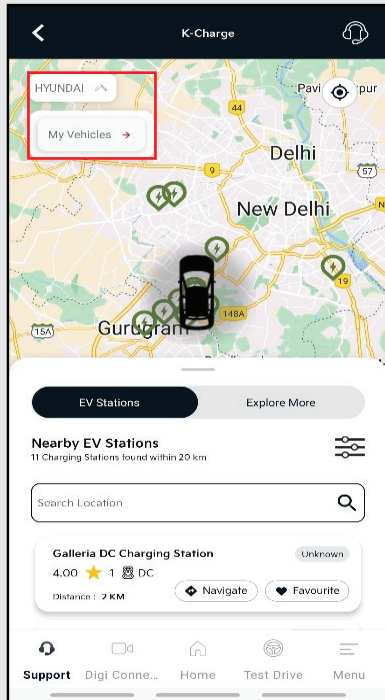 K-Charge
HYUNDAI
My Vehicles
Pavi pur
44
Delhi
57
9
New Delhi
19
148A
Gurugram
15A
EV Stations
Explore More
Nearby EV Stations
11 Charging Stations found within 20 km
Search Location
Galleria DC Charging Station
Unknown
4.00 1 DC
Distance : 2 KM
Navigate
Favourite
Support Digi Conne... Home Test Drive Menu